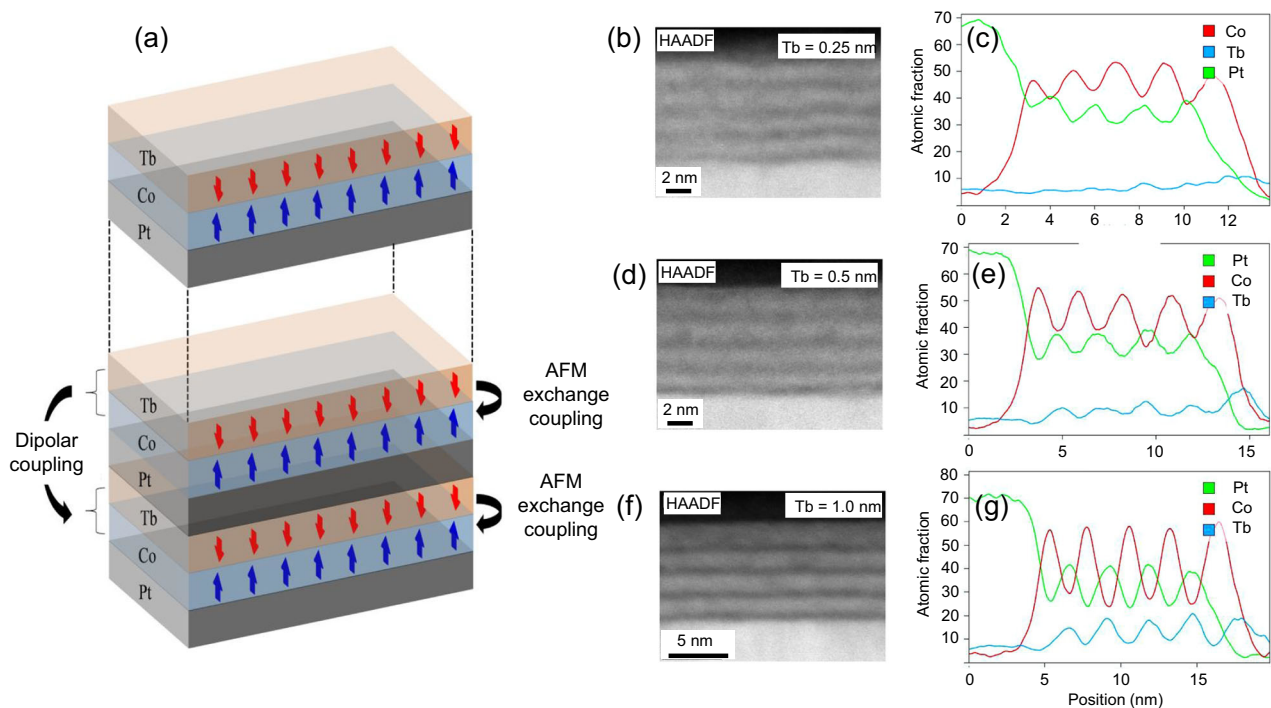 (a)
Tb
Co
Pt
Dipolar
coupling
Tb
Co
Pt
Tb
Co
Pt
AFM
exchange
coupling
AFM
exchange
coupling
(b)
HAADF
Tb = 0.25 nm
2 nm
(c)
Atomic fraction
70
60
50
40
30
20
10
0 2 4 6 8 10 12
Co
Tb
Pt
(d)
HAADF
Tb = 0.5 nm
2 nm
(e)
Atomic fraction
70
60
50
40
30
20
10
0 5 10 15
Pt
Co
Tb
(f)
HAADF
Tb = 1.0 nm
5 nm
(g)
Atomic fraction
80
70
60
50
40
30
20
10
0 5 10 15
Position (nm)
Pt
Co
Tb